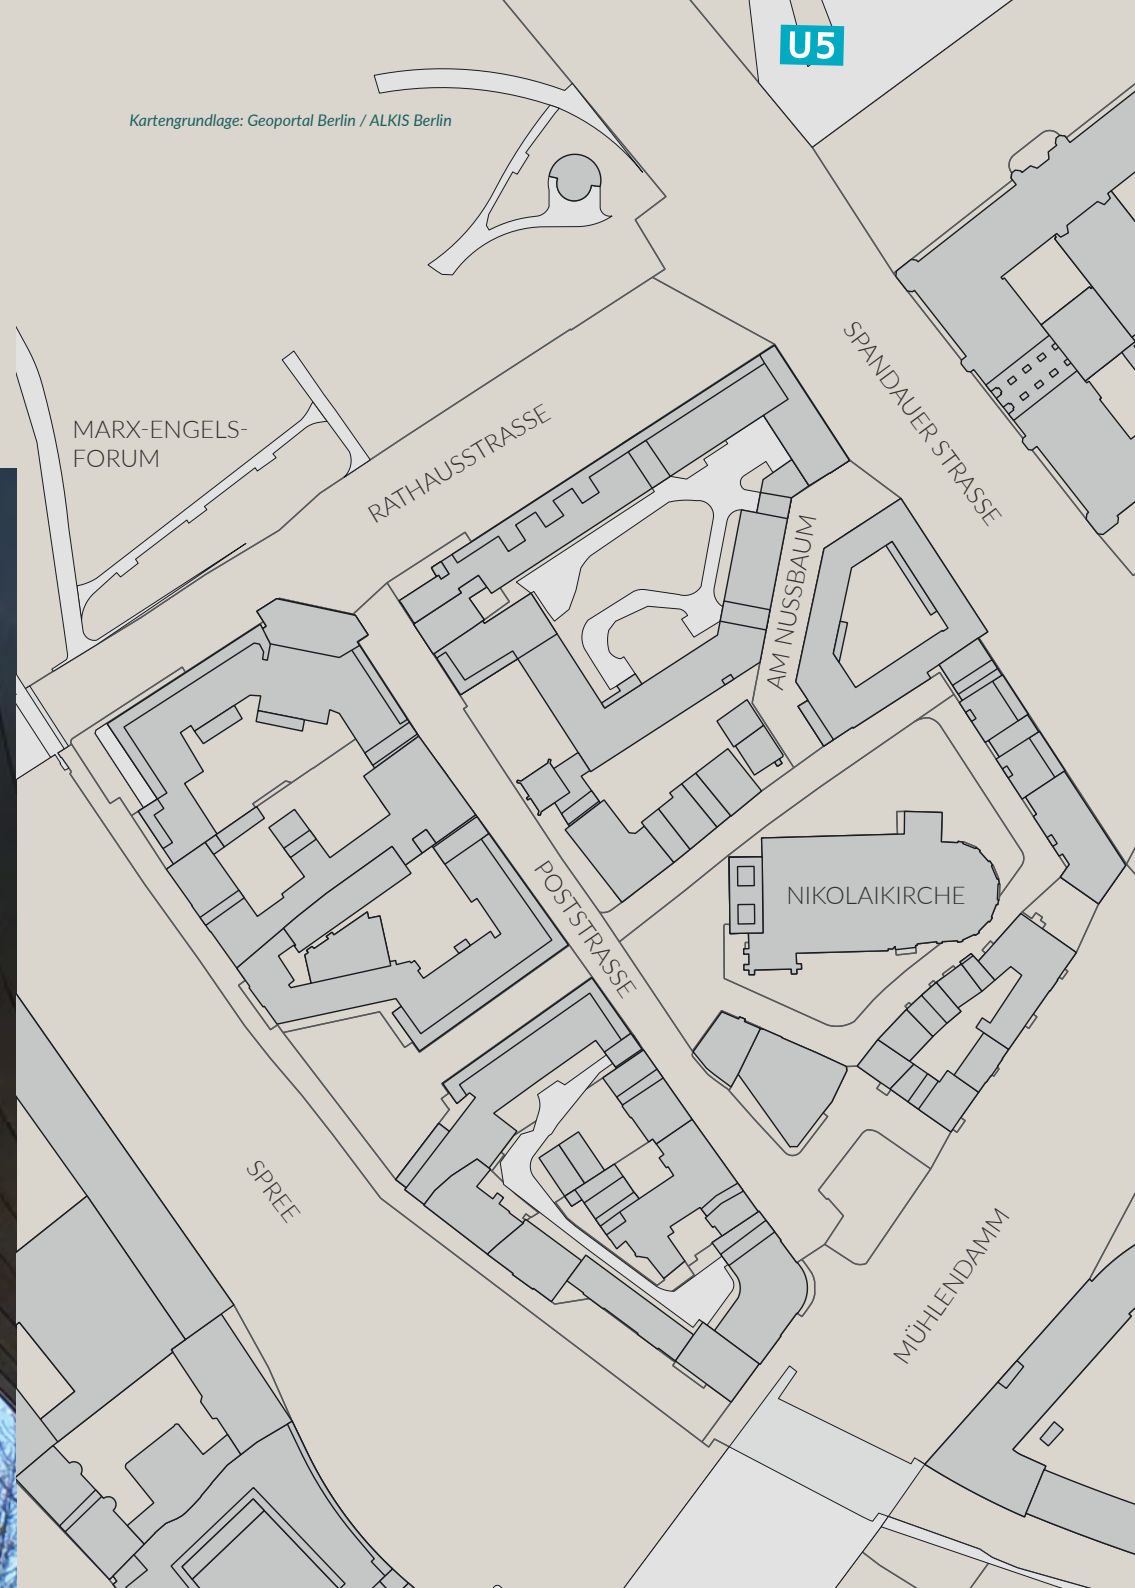 U5
Kartengrundlage: Geoportal Berlin / ALKIS Berlin
SPANDAUER STRASSE
MARX-ENGELS-
FORUM
RATHAUSSTRASSE
AM NUSSBAUM
POSTSTRASSE
NIKOLAIKIRCHE
SPREE
MÜHLENDAMM